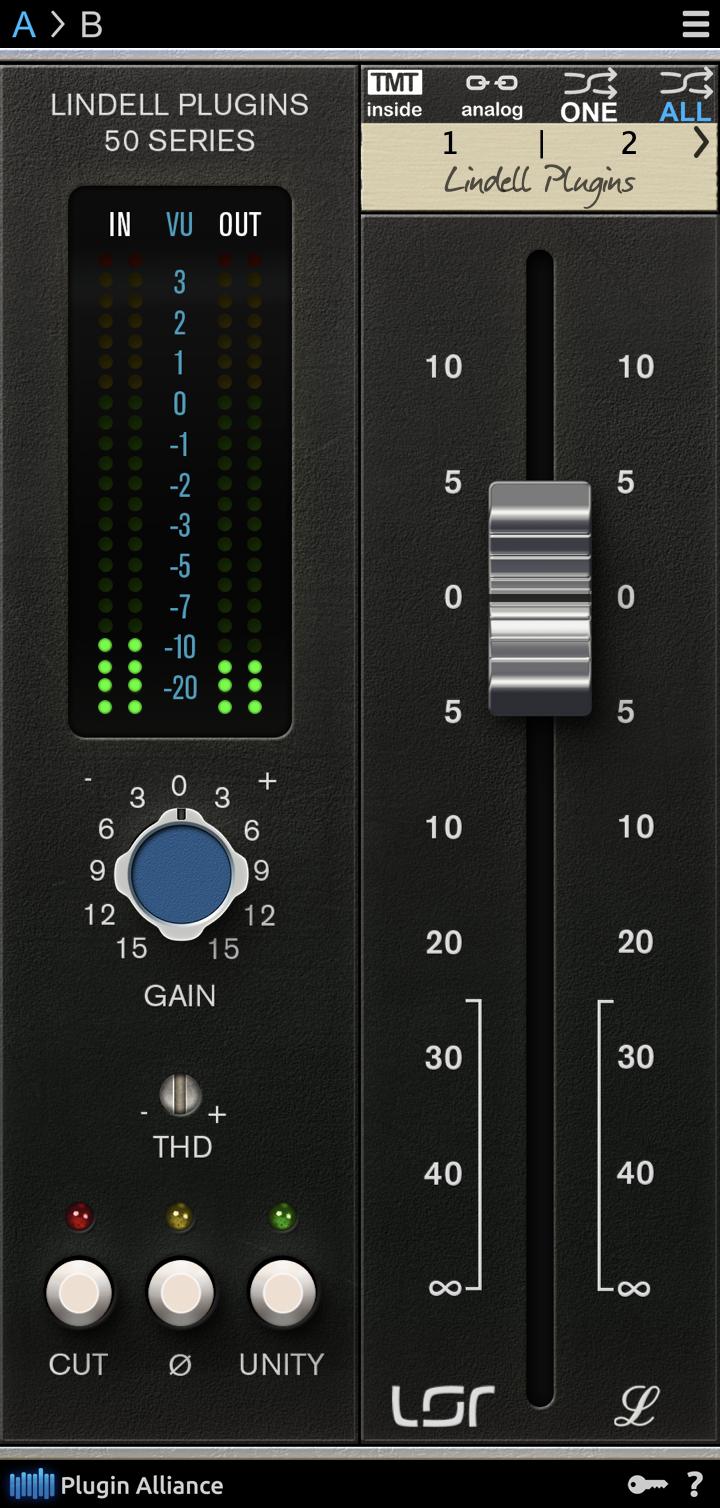 A > B
LINDELL PLUGINS
50 SERIES
IN VU OUT
3
2
1
0
-1
-2
-3
-5
-7
-10
-20
- +
3 0 3
6 6
9 9
12 12
15 15
GAIN
- +
THD
CUT Ø UNITY
TMT
inside analog ONE ALL
1 | 2 >
Lindell Plugins
10 10
5 5
0 0
5 5
10 10
20 20
30 30
40 40
∞ ∞
LSR L
Plugin Alliance ?